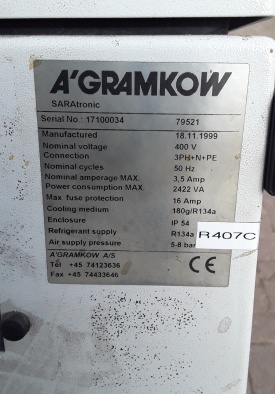 A'GRAMKOW
SARAtronic
Serial No.: 17100034 79521
Manufactured 18.11.1999
Nominal voltage 400 V
Connection 3PH+N+PE
Nominal cycles 50 Hz
Nominal amperage MAX. 3,5 Amp
Power consumption MAX. 2422 VA
Max fuse protection 16 Amp
Cooling medium 180g/R134a
Enclosure IP 54
Refrigerant supply R134a R407C
Air supply pressure 5-8 bar
A'GRAMKOW A/S
Tel +45 74123636
Fax +45 74433646
CE